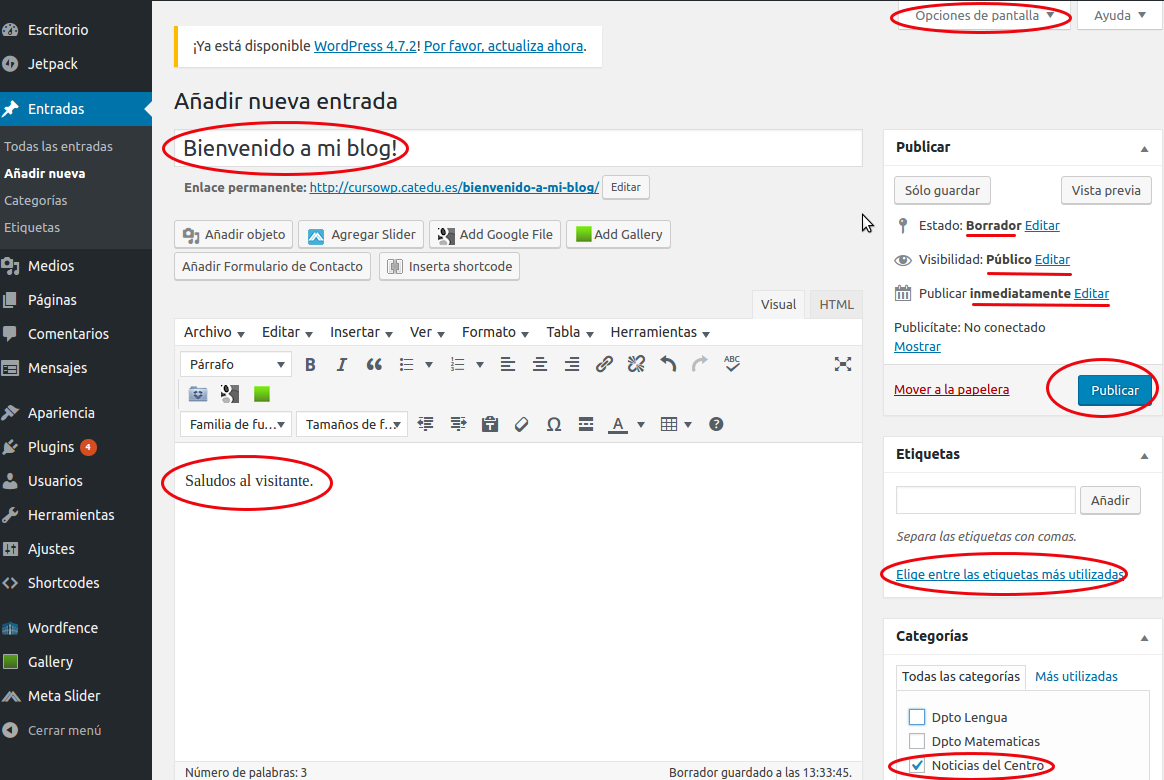 Opciones de pantalla
Ayuda
Escritorio
Jetpack
Entradas
Todas las entradas
Añadir nueva
Categorías
Etiquetas
Medios
Páginas
Comentarios
Mensajes
Apariencia
Plugins 4
Usuarios
Herramientas
Ajustes
Shortcodes
Wordfence
Gallery
Meta Slider
Cerrar menú
¡Ya está disponible WordPress 4.7.2! Por favor, actualiza ahora.
Añadir nueva entrada
Bienvenido a mi blog!
Enlace permanente: http://cursowp.catedu.es/bienvenido-a-mi-blog/ Editar
Añadir objeto
Agregar Slider
Add Google File
Add Gallery
Añadir Formulario de Contacto
Inserta shortcode
Visual
HTML
Archivo Editar Insertar Ver Formato Tabla Herramientas
Párrafo
B I
ABC
Familia de fu...
Tamaños de f...
Ω
A
Saludos al visitante.
Número de palabras: 3
Borrador guardado a las 13:33:45.
Publicar
Sólo guardar
Vista previa
Estado: Borrador Editar
Visibilidad: Público Editar
Publicar inmediatamente Editar
Publicítate: No conectado
Mostrar
Mover a la papelera
Publicar
Etiquetas
Añadir
Separa las etiquetas con comas.
Elige entre las etiquetas más utilizadas
Categorías
Todas las categorías
Más utilizadas
Dpto Lengua
Dpto Matematicas
Noticias del Centro